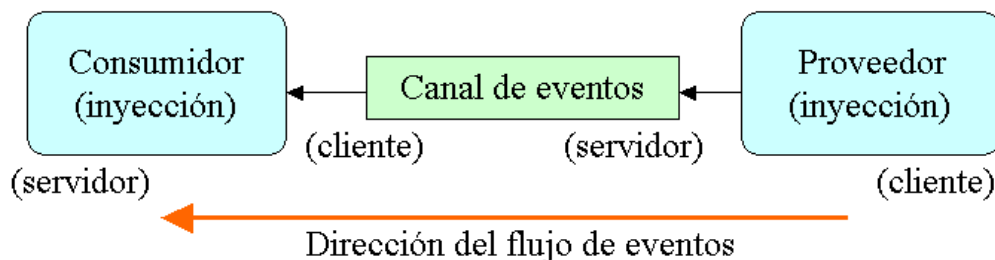 Consumidor
(inyección)
Canal de eventos
Proveedor
(inyección)
(cliente)
(servidor)
(servidor)
(cliente)
Dirección del flujo de eventos